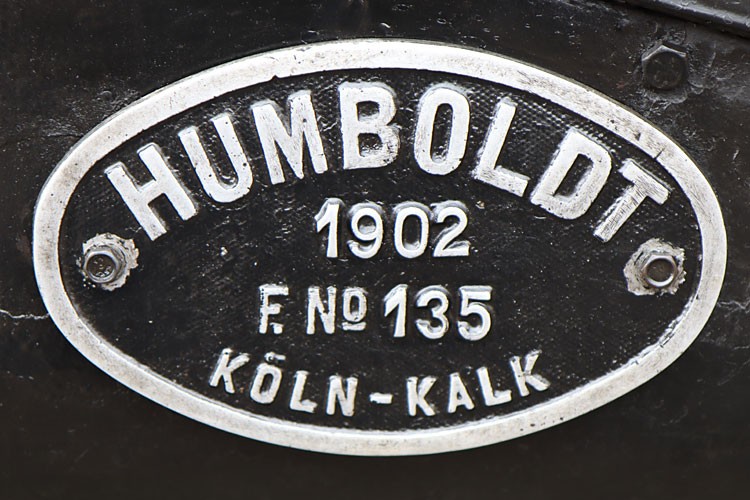 HUMBOLDT
1902
F. Nº 135
KÖLN-KALK